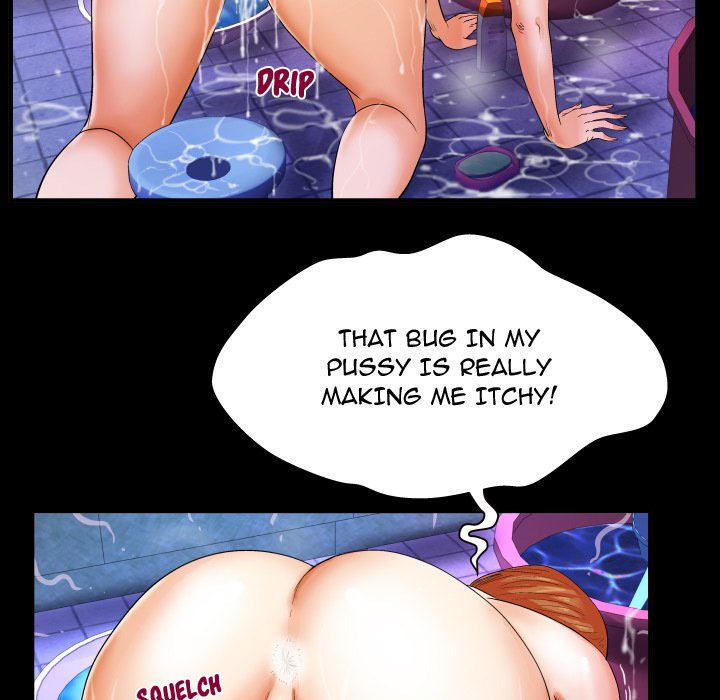 DRIP
THAT BUG IN MY
PUSSY IS REALLY
MAKING ME ITCHY!
SQUELCH